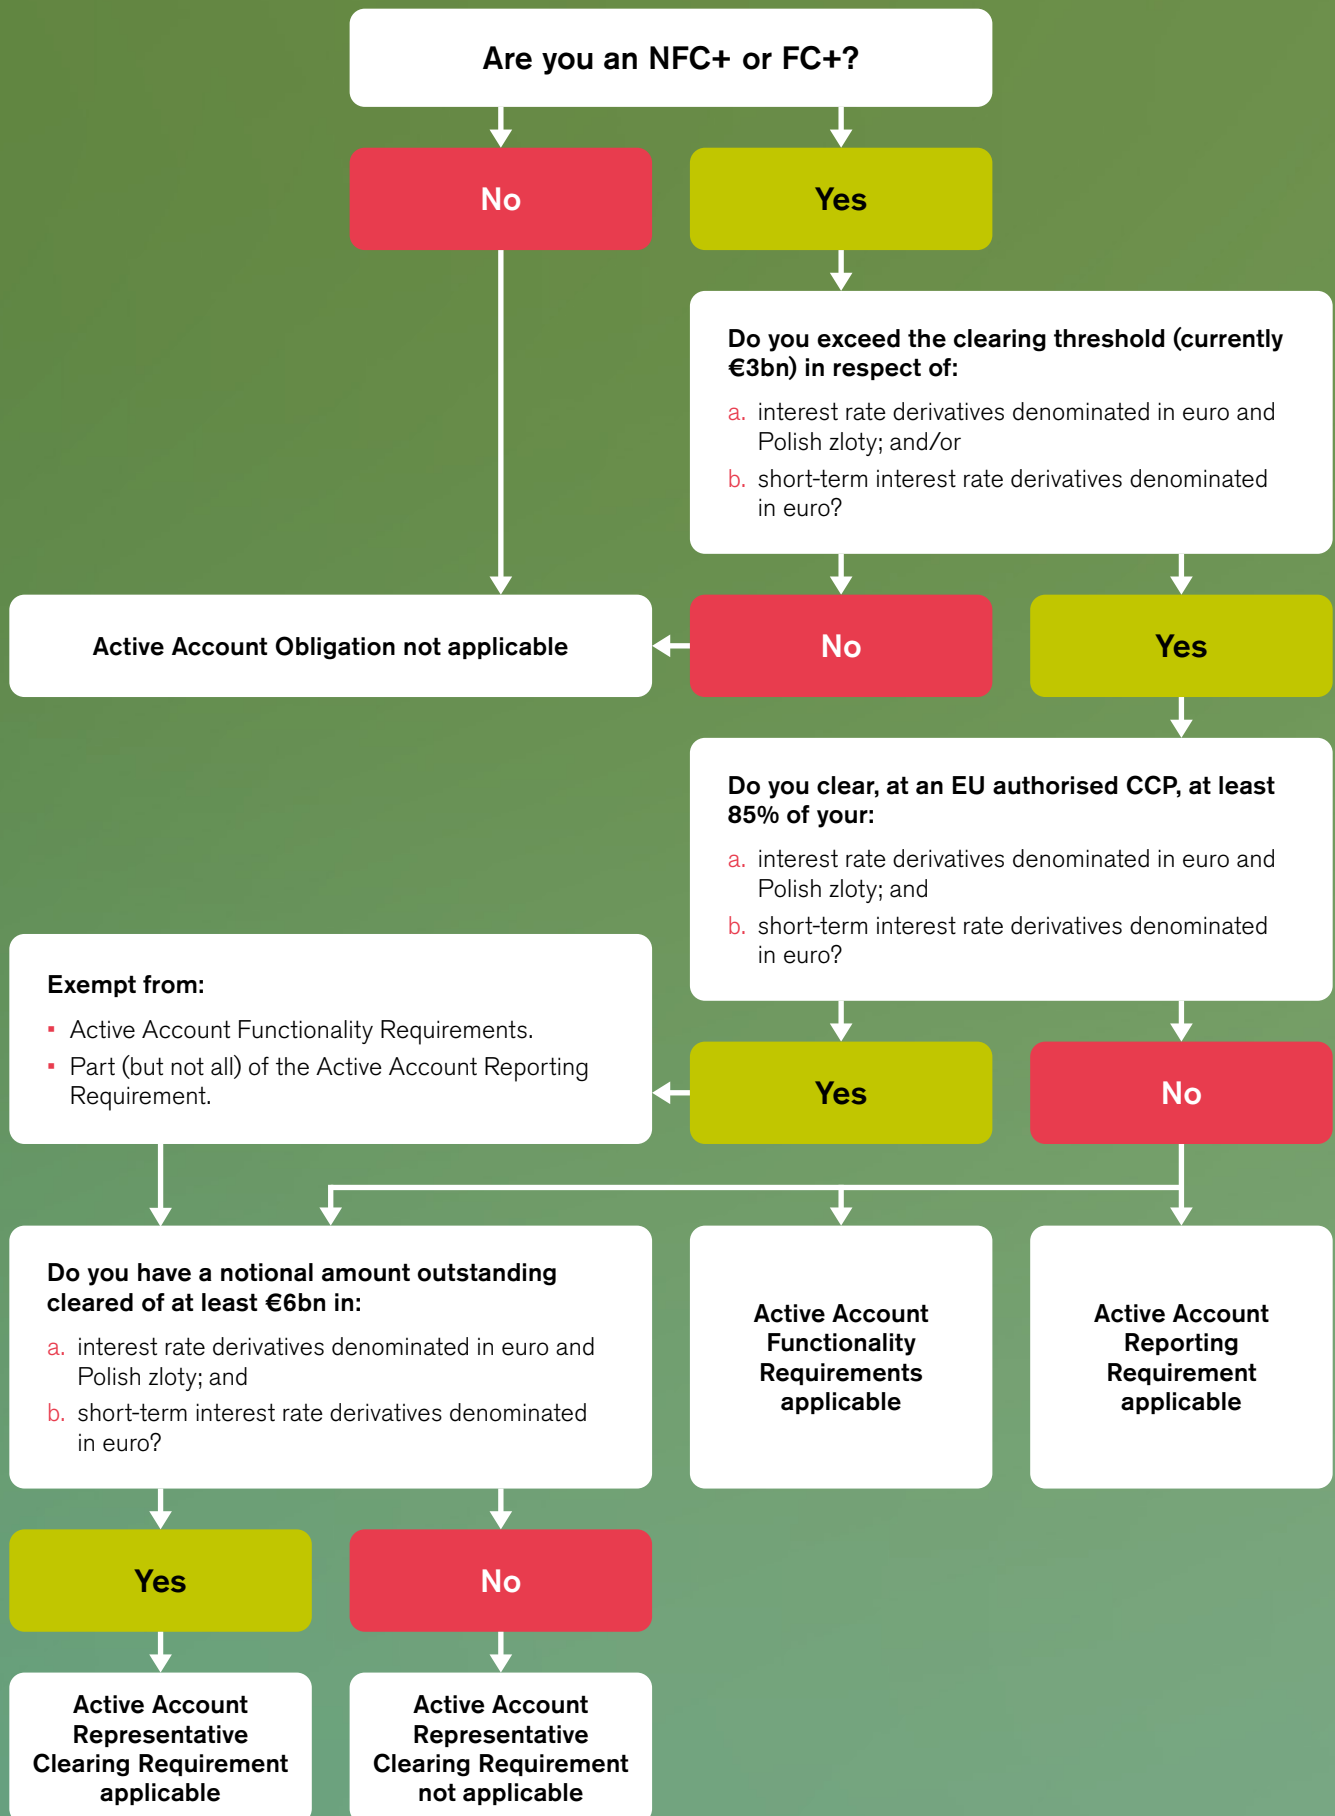 Are you an NFC+ or FC+?
No
Yes
Do you exceed the clearing threshold (currently
€3bn) in respect of:
a. interest rate derivatives denominated in euro and
Polish zloty; and/or
b. short-term interest rate derivatives denominated
in euro?
Active Account Obligation not applicable
No
Yes
Do you clear, at an EU authorised CCP, at least
85% of your:
a. interest rate derivatives denominated in euro and
Polish zloty; and
b. short-term interest rate derivatives denominated
in euro?
Exempt from:
▪ Active Account Functionality Requirements.
▪ Part (but not all) of the Active Account Reporting
Requirement.
Yes
No
Do you have a notional amount outstanding
cleared of at least €6bn in:
a. interest rate derivatives denominated in euro and
Polish zloty; and
b. short-term interest rate derivatives denominated
in euro?
Active Account
Functionality
Requirements
applicable
Active Account
Reporting
Requirement
applicable
Yes
No
Active Account
Representative
Clearing Requirement
applicable
Active Account
Representative
Clearing Requirement
not applicable